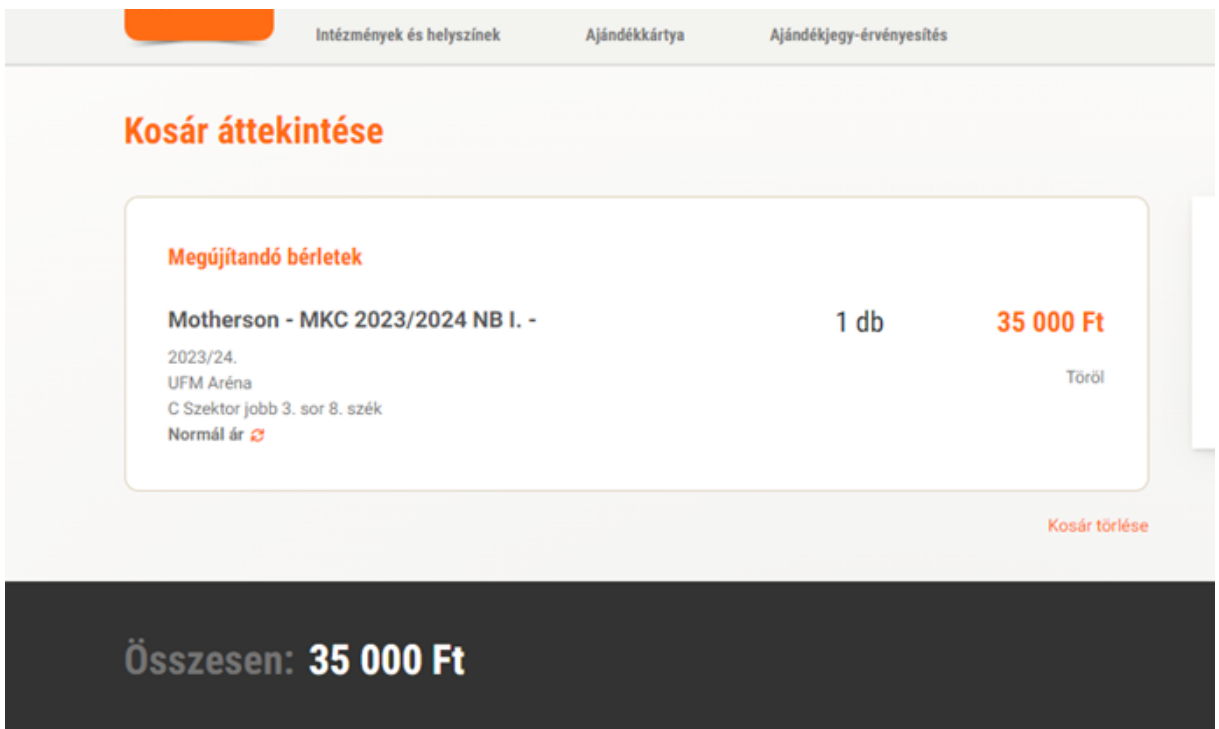 Intézmények és helyszínek Ajándékkártya Ajándékjegy-érvényesítés
Kosár áttekintése
Megújítandó bérletek
Motherson - MKC 2023/2024 NB I. - 1 db 35 000 Ft
2023/24.
UFM Aréna Töröl
C Szektor jobb 3. sor 8. szék
Normál ár
Kosár törlése
Összesen: 35 000 Ft